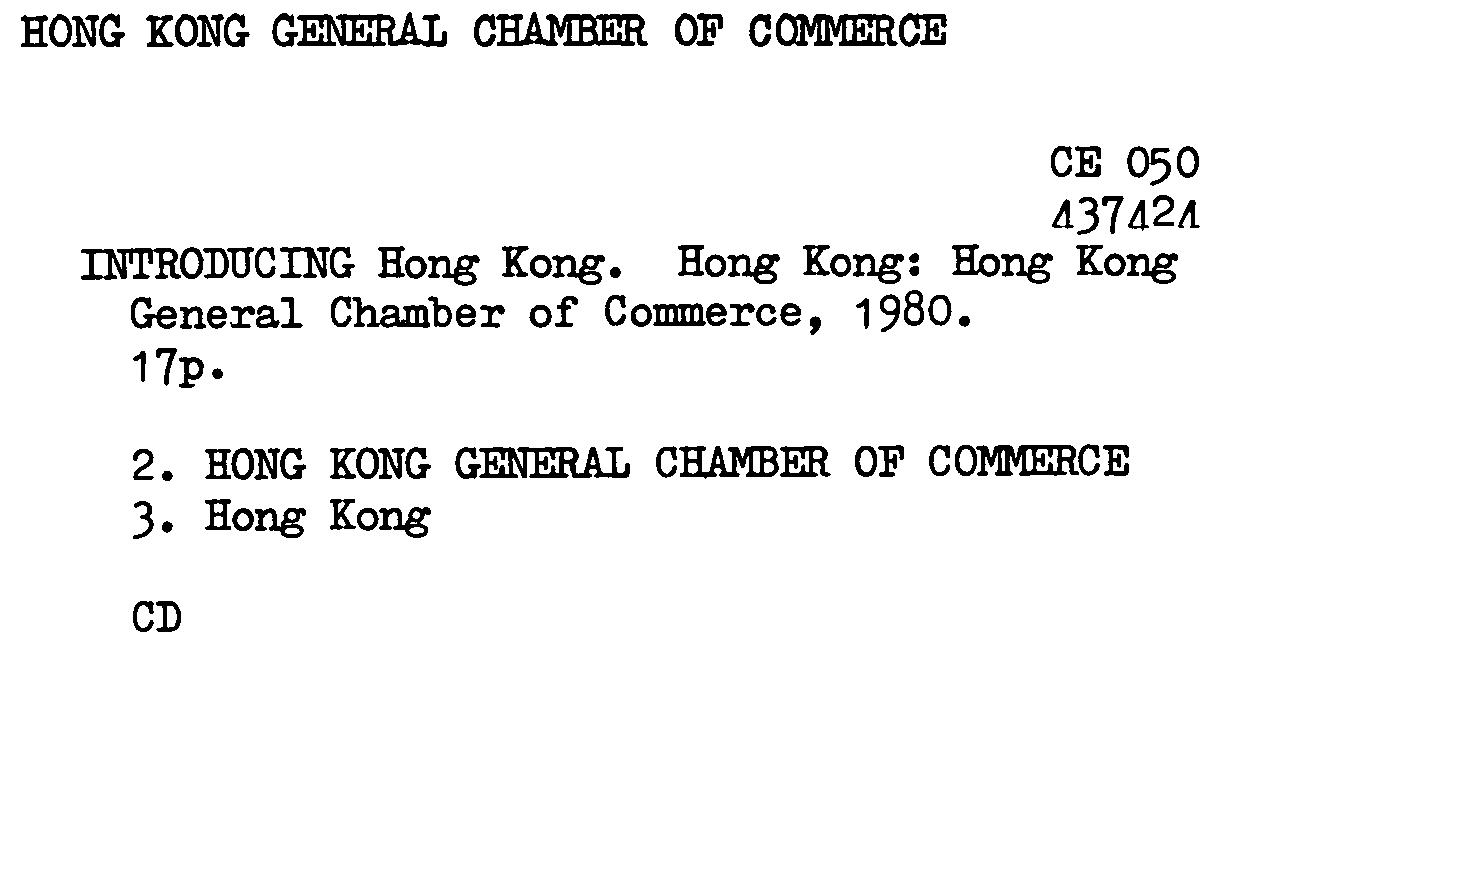 HONG KONG GENERAL CHAMBER OF COMMERCE
CE 050
437424
INTRODUCING Hong Kong. Hong Kong: Hong Kong
General Chamber of Commerce, 1980.
17p.
2. HONG KONG GENERAL CHAMBER OF COMMERCE
3. Hong Kong
CD